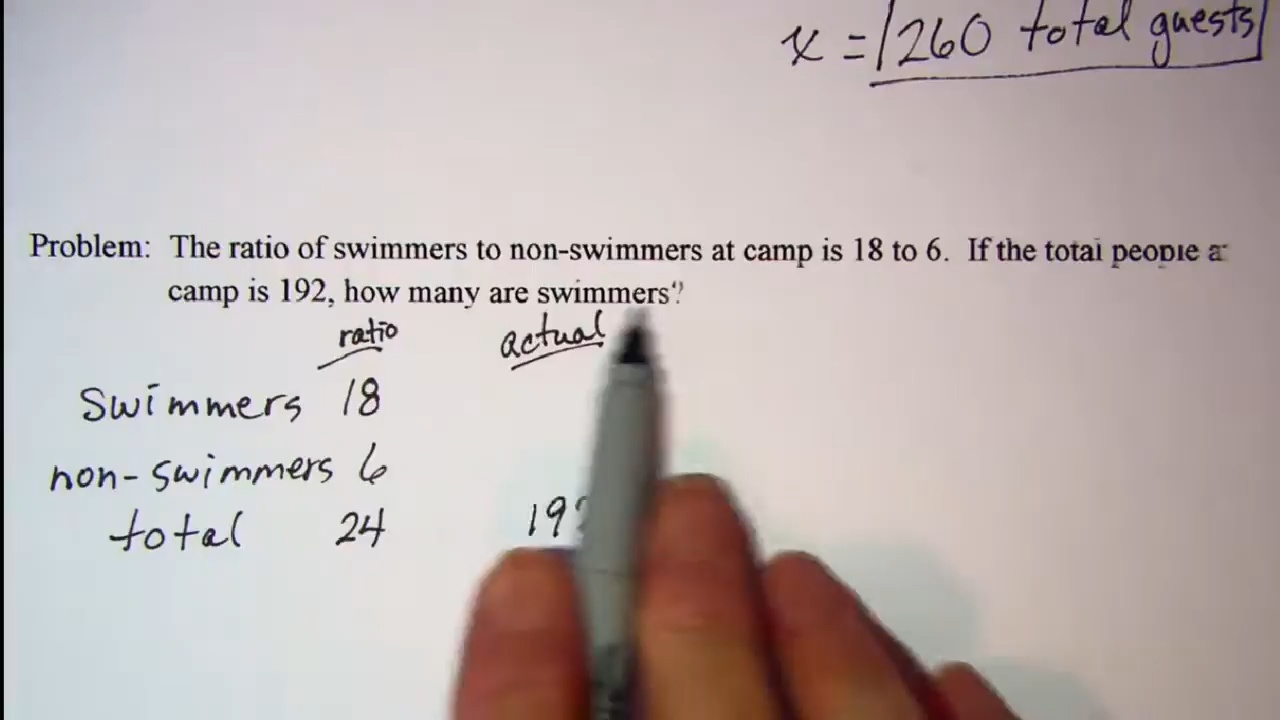 x = 1260 total guests
Problem: The ratio of swimmers to non-swimmers at camp is 18 to 6. If the total people
camp is 192, how many are swimmers?
ratio actual
Swimmers 18
non-swimmers 6
total 24